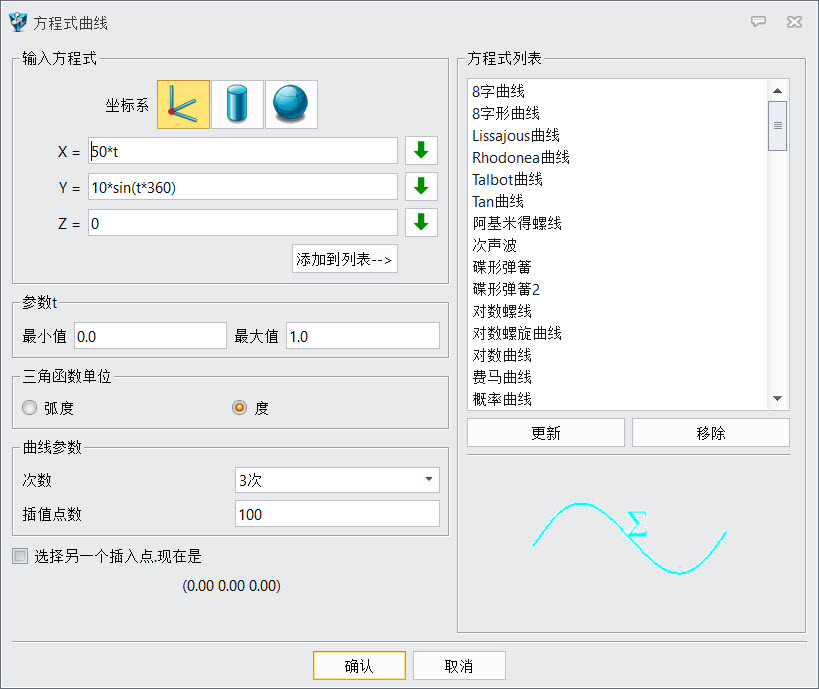 方程式曲线
输入方程式
坐标系
X = 50*t
Y = 10*sin(t*360)
Z = 0
添加到列表-->
参数t
最小值 0.0 最大值 1.0
三角函数单位
弧度 度
曲线参数
次数 3次
插值点数 100
选择另一个插入点.现在是
(0.00 0.00 0.00)
方程式列表
8字曲线
8字形曲线
Lissajous曲线
Rhodonea曲线
Talbot曲线
Tan曲线
阿基米得螺线
次声波
碟形弹簧
碟形弹簧2
对数螺线
对数螺旋曲线
对数曲线
费马曲线
概率曲线
更新 移除
Σ
确认 取消